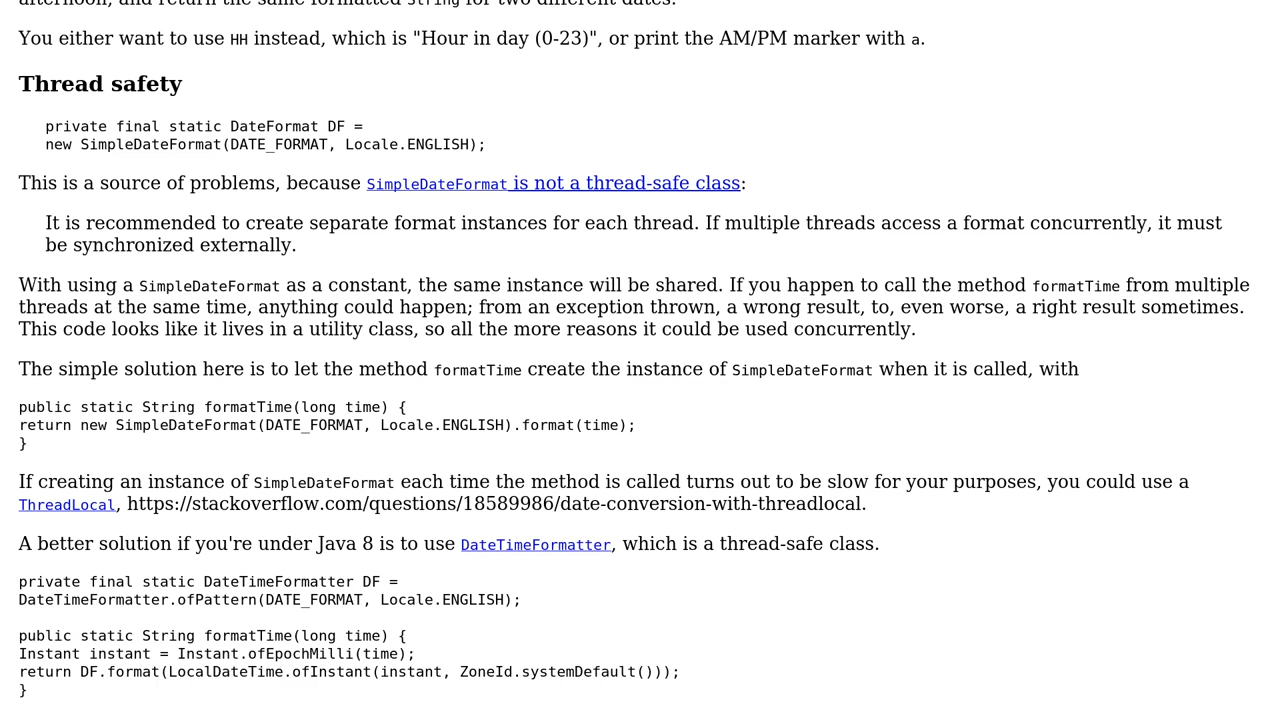 afternoon, and return the same formatted String for two different dates.
You either want to use HH instead, which is "Hour in day (0-23)", or print the AM/PM marker with a.
Thread safety
private final static DateFormat DF =
new SimpleDateFormat(DATE_FORMAT, Locale.ENGLISH);
This is a source of problems, because SimpleDateFormat is not a thread-safe class:
It is recommended to create separate format instances for each thread. If multiple threads access a format concurrently, it must
be synchronized externally.
With using a SimpleDateFormat as a constant, the same instance will be shared. If you happen to call the method formatTime from multiple
threads at the same time, anything could happen; from an exception thrown, a wrong result, to, even worse, a right result sometimes.
This code looks like it lives in a utility class, so all the more reasons it could be used concurrently.
The simple solution here is to let the method formatTime create the instance of SimpleDateFormat when it is called, with
public static String formatTime(long time) {
return new SimpleDateFormat(DATE_FORMAT, Locale.ENGLISH).format(time);
}
If creating an instance of SimpleDateFormat each time the method is called turns out to be slow for your purposes, you could use a
ThreadLocal, https://stackoverflow.com/questions/18589986/date-conversion-with-threadlocal.
A better solution if you're under Java 8 is to use DateTimeFormatter, which is a thread-safe class.
private final static DateTimeFormatter DF =
DateTimeFormatter.ofPattern(DATE_FORMAT, Locale.ENGLISH);
public static String formatTime(long time) {
Instant instant = Instant.ofEpochMilli(time);
return DF.format(LocalDateTime.ofInstant(instant, ZoneId.systemDefault()));
}